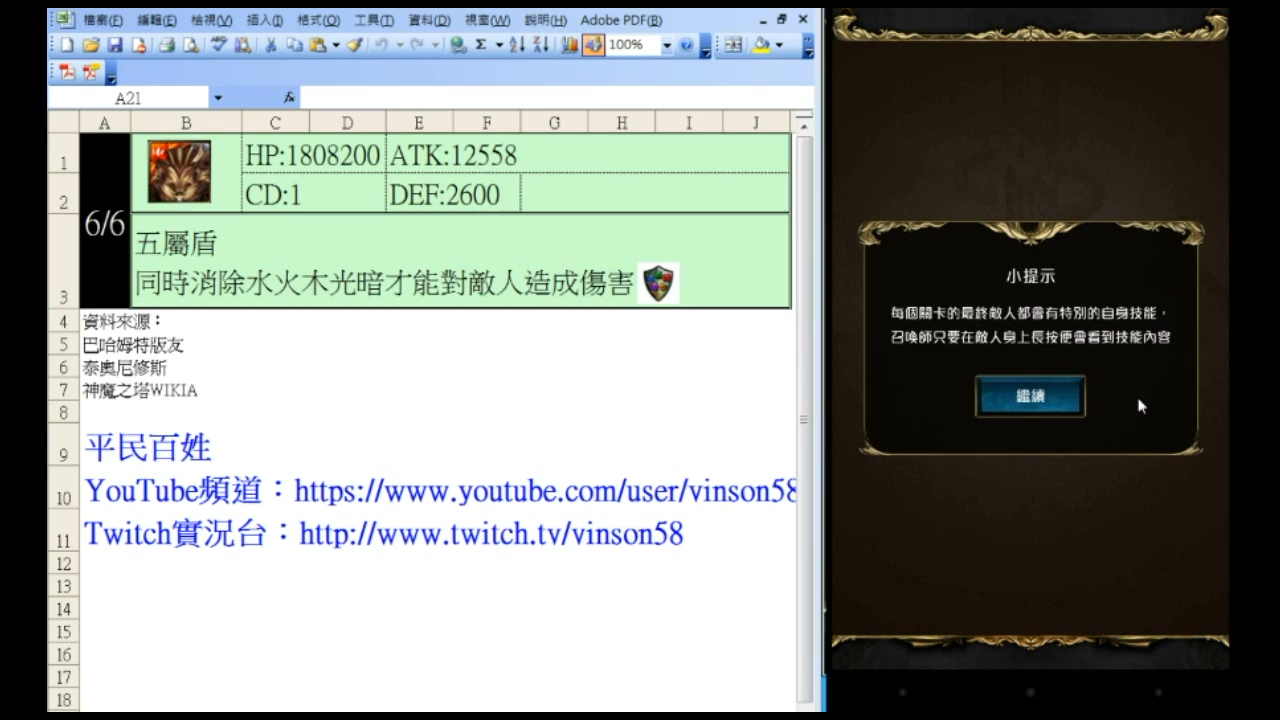 檔案(F) 編輯(E) 檢視(V) 插入(I) 格式(O) 工具(T) 資料(D) 視窗(W) 說明(H) Adobe PDF(B)
100%
A21 fx
A B C D E F G H I J
1 HP:1808200 ATK:12558
2 CD:1 DEF:2600
6/6
五屬盾
3 同時消除水火木光暗才能對敵人造成傷害
4 資料來源：
5 巴哈姆特版友
6 泰奧尼修斯
7 神魔之塔WIKIA
8
9 平民百姓
10 YouTube頻道：https://www.youtube.com/user/vinson58
11 Twitch實況台：http://www.twitch.tv/vinson58
12
13
14
15
16
17
18
小提示
每個關卡的最終敵人都會有特別的自身技能，
召喚師只要在敵人身上長按便會看到技能內容
繼續